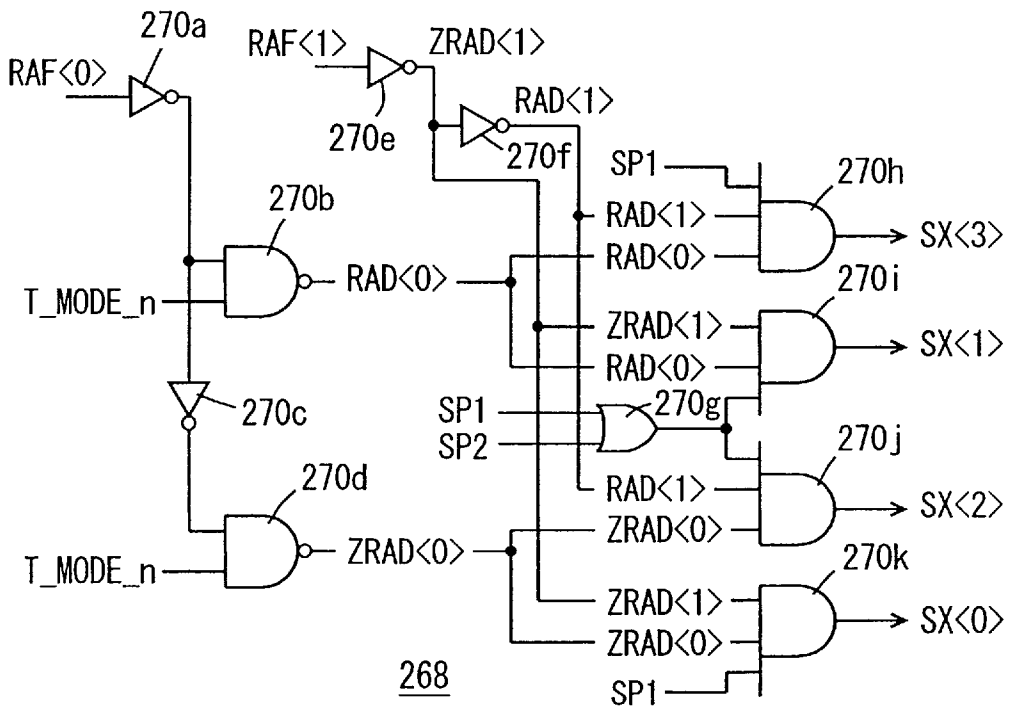 270a
RAF<0>
RAF<1>
ZRAD<1>
270e
RAD<1>
270f
270b
T_MODE_n
RAD<0>
270c
270d
T_MODE_n
ZRAD<0>
SP1
270h
RAD<1>
RAD<0>
SX<3>
270i
ZRAD<1>
RAD<0>
SX<1>
SP1
SP2
270g
270j
RAD<1>
ZRAD<0>
SX<2>
270k
ZRAD<1>
ZRAD<0>
SX<0>
SP1
268